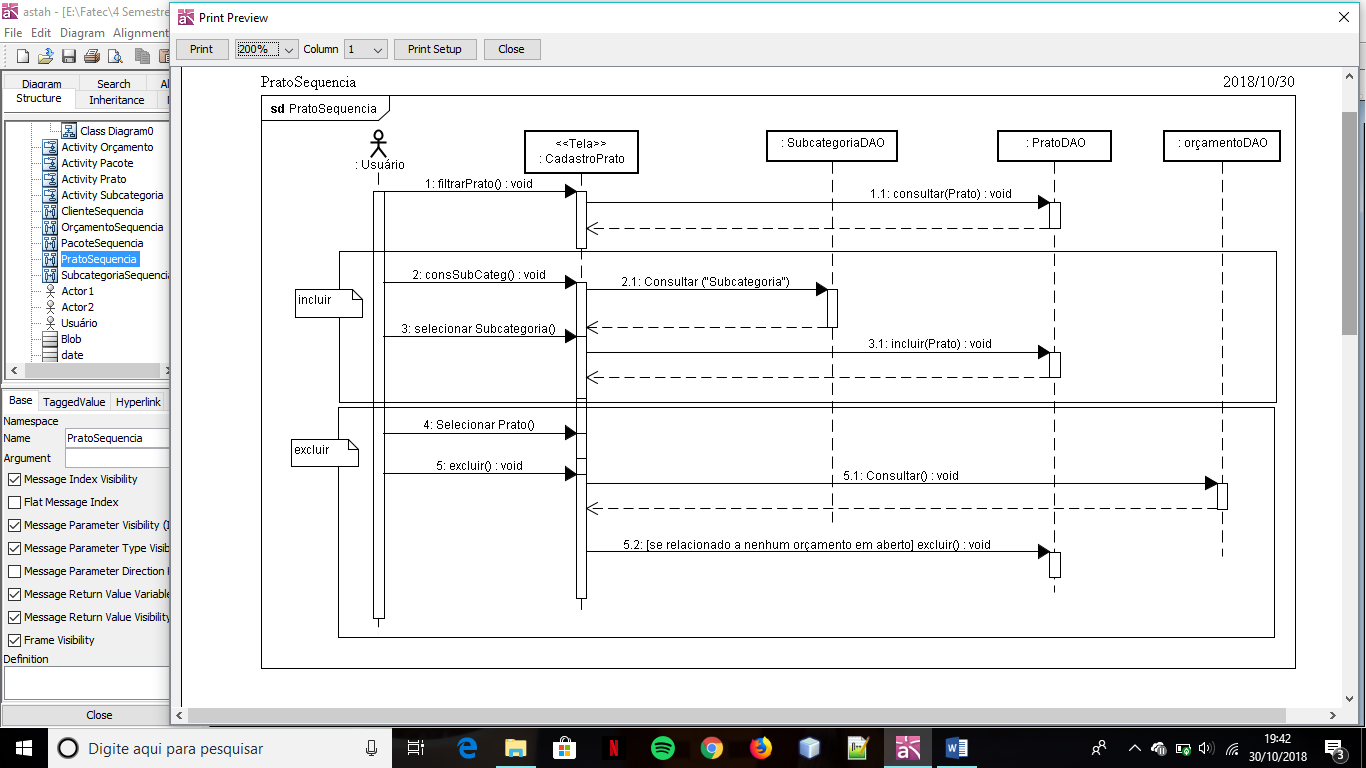 astah - [E:\Fatec\4 Semestre
File Edit Diagram Alignment
Diagram Search Al
Structure Inheritance
Class Diagram0
Activity Orçamento
Activity Pacote
Activity Prato
Activity Subcategoria
ClienteSequencia
OrçamentoSequencia
PacoteSequencia
PratoSequencia
SubcategoriaSequencia
Actor1
Actor2
Usuário
Blob
date
Base TaggedValue Hyperlink
Namespace
Name PratoSequencia
Argument
Message Index Visibility
Flat Message Index
Message Parameter Visibility (I
Message Parameter Type Visib
Message Parameter Direction
Message Return Value Variable
Message Return Value Visibility
Frame Visibility
Definition
Close
Print Preview
Print 200% Column 1 Print Setup Close
PratoSequencia 2018/10/30
sd PratoSequencia
: Usuário
<<Tela>>
: CadastroPrato
: SubcategoriaDAO
: PratoDAO
: orçamentoDAO
1: filtrarPrato() : void
1.1: consultar(Prato) : void
incluir
2: consSubCateg() : void
2.1: Consultar ("Subcategoria")
3: selecionar Subcategoria()
3.1: incluir(Prato) : void
excluir
4: Selecionar Prato()
5: excluir() : void
5.1: Consultar() : void
5.2: [se relacionado a nenhum orçamento em aberto] excluir() : void
Digite aqui para pesquisar
19:42
30/10/2018
3